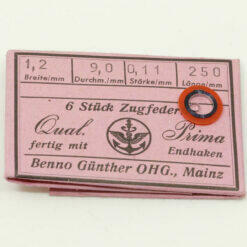 1,2 9,0 0,11 250
Breite/mm Durchm./mm Stärke/mm Länge/mm
6 Stück Zugfeder
Qual. Prima
fertig mit Endhaken
Benno Günther OHG., Mainz